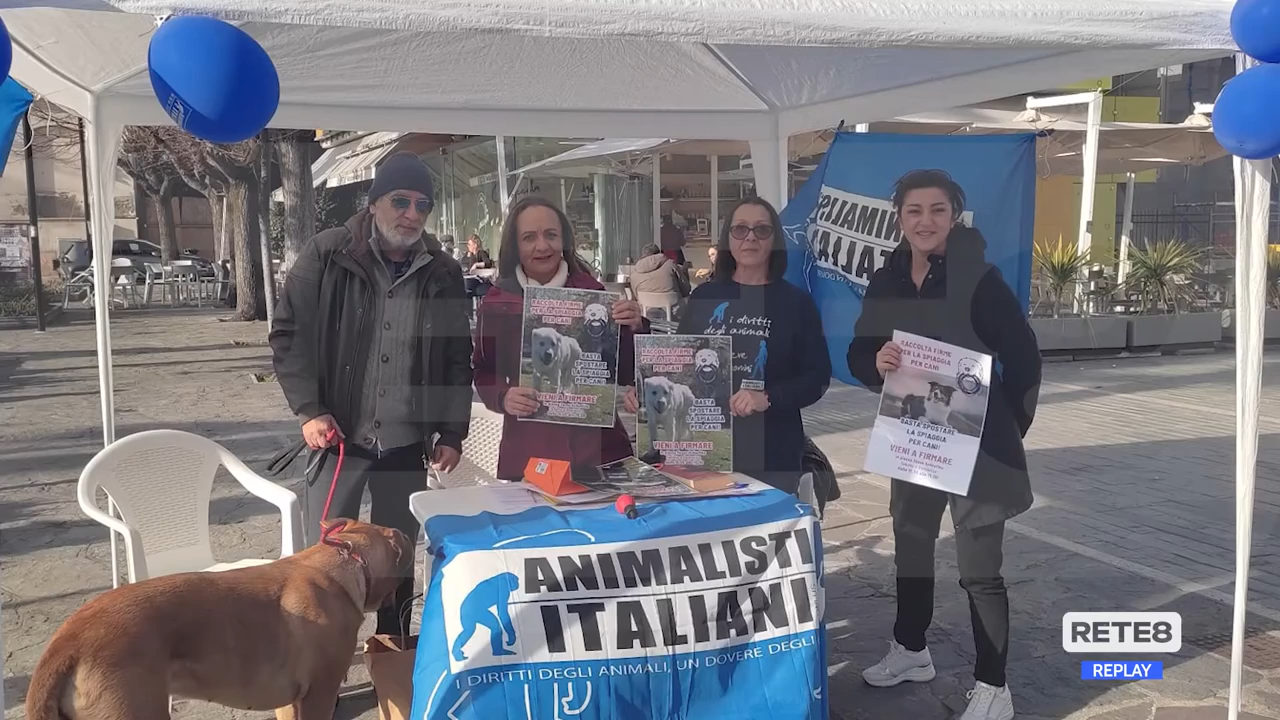 ANIMALISTI
ITALIANI
RACCOLTA FIRME
PER LA SPIAGGIA
PER CANI
BASTA
SPOSTARE
LA SPIAGGIA
PER CANI!
VIENI A FIRMARE
RACCOLTA FIRME
PER LA SPIAGGIA
PER CANI
BASTA
SPOSTARE
LA SPIAGGIA
PER CANI!
VIENI A FIRMARE
i diritti
degli animali
RACCOLTA FIRME
PER LA SPIAGGIA
PER CANI
BASTA SPOSTARE
LA SPIAGGIA
PER CANI!
VIENI A FIRMARE
ANIMALISTI
ITALIANI
I DIRITTI DEGLI ANIMALI, UN DOVERE DEGLI
RETE8
REPLAY